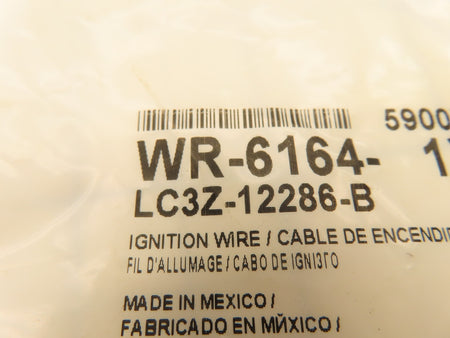 5900
WR-6164-
LC3Z-12286-B
IGNITION WIRE / CABLE DE ENCENDI
FIL D'ALLUMAGE / CABO DE IGNIЗГO
MADE IN MEXICO /
FABRICADO EN MЙXICO /